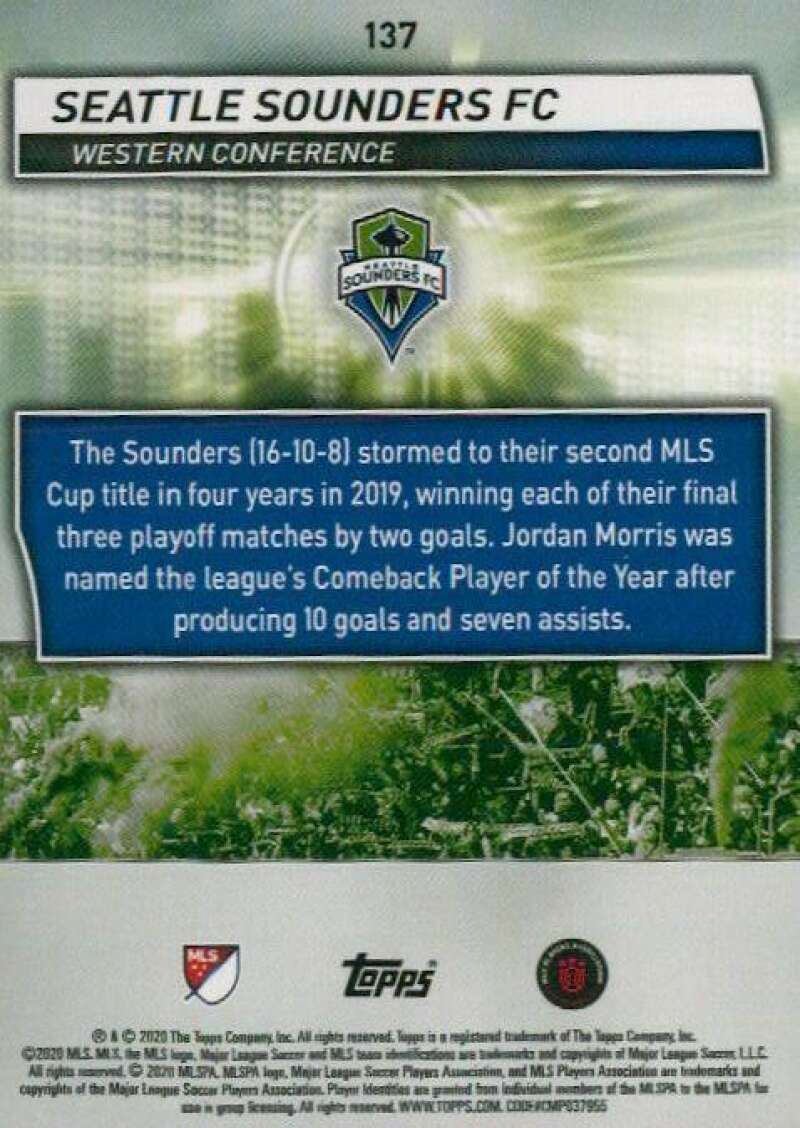 137
SEATTLE SOUNDERS FC
WESTERN CONFERENCE
SEATTLE
SOUNDERS FC
The Sounders (16-10-8) stormed to their second MLS
Cup title in four years in 2019, winning each of their final
three playoff matches by two goals. Jordan Morris was
named the league's Comeback Player of the Year after
producing 10 goals and seven assists.
MLS
Topps®
® & © 2020 The Topps Company, Inc. All rights reserved. Topps is a registered trademark of The Topps Company, Inc.
©2020 MLS. MLS, the MLS logo, Major League Soccer and MLS team identifications are trademarks and copyrights of Major League Soccer, L.L.C.
All rights reserved. © 2020 MLSPA. MLSPA logo, Major League Soccer Players Association, and MLS Players Association are trademarks and
copyrights of the Major League Soccer Players Association. Player Identities are granted from individual members of the MLSPA to the MLSPA for
use in group licensing. All rights reserved. WWW.TOPPS.COM. CODE#CMP037955